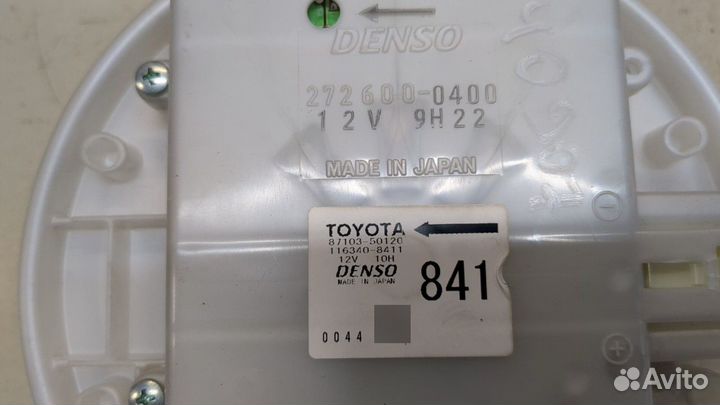 DENSO
272600-0400
12V 9H22
MADE IN JAPAN
TOYOTA
87103-50120
116340-8411
12V 10H
DENSO
MADE IN JAPAN
841
0044
Avito